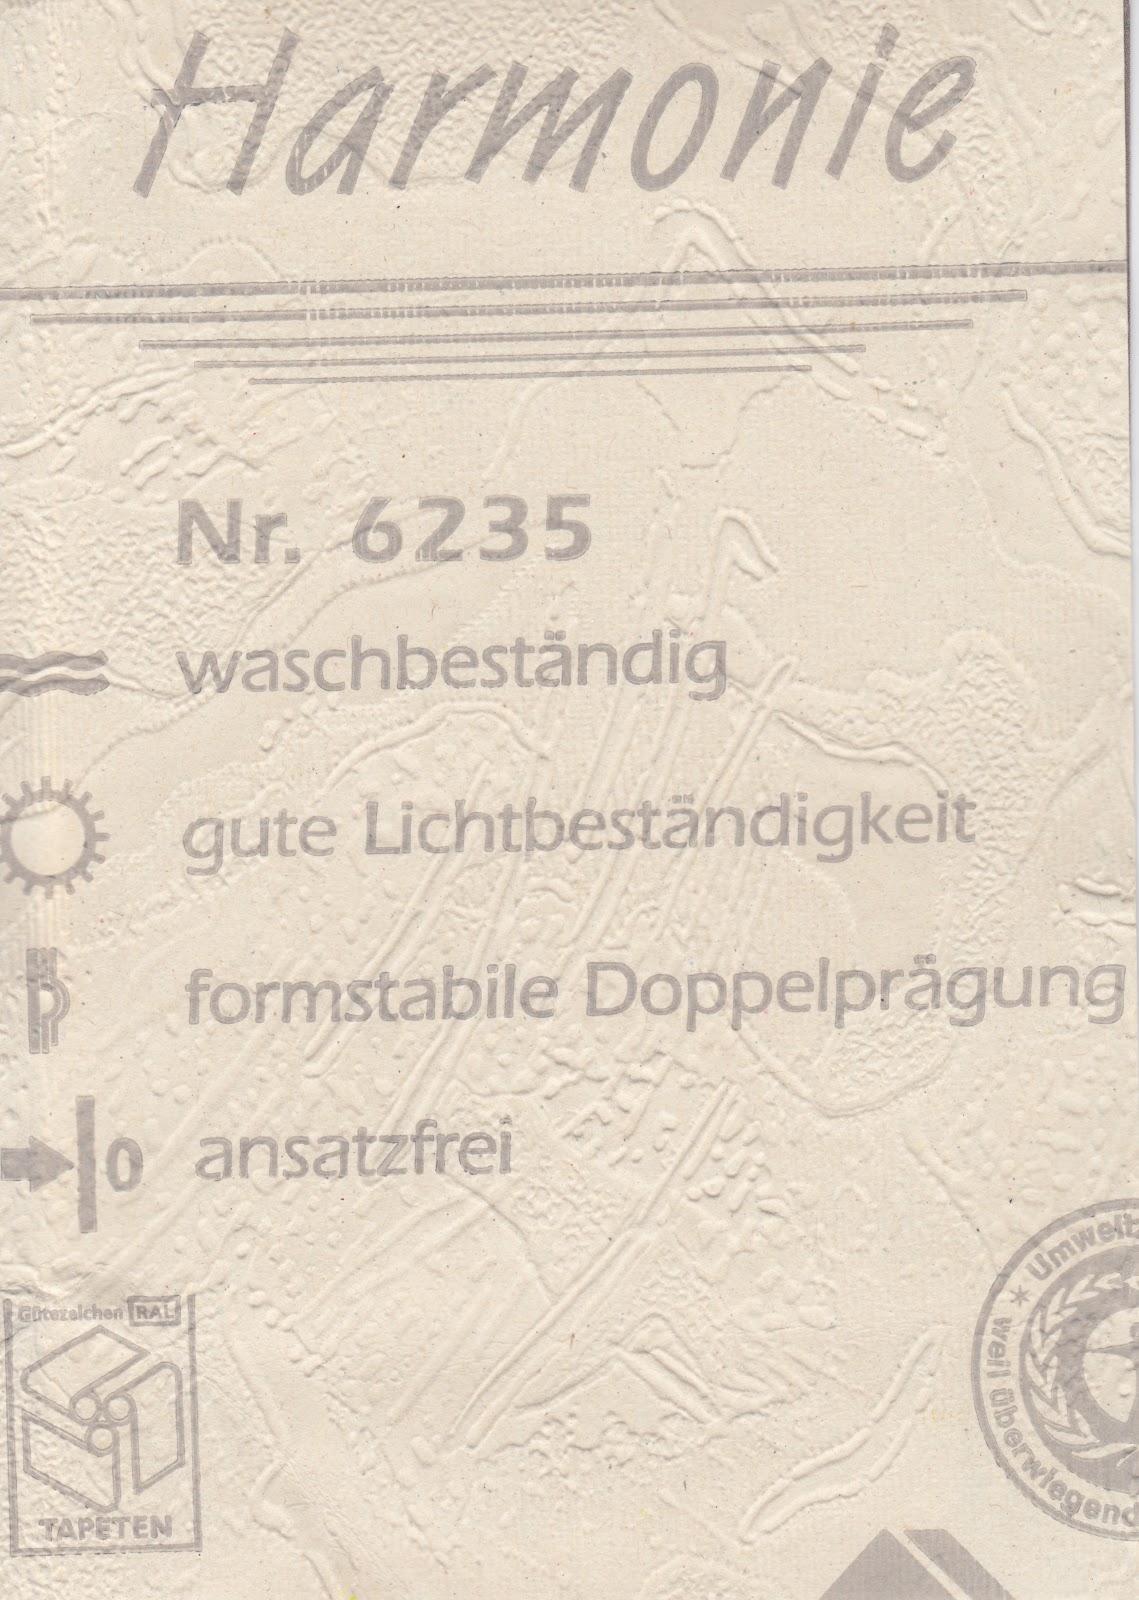 Harmonie
Nr. 6235
waschbeständig
gute Lichtbeständigkeit
formstabile Doppelprägung
0 ansatzfrei
Gütezeichen RAL
TAPETEN
Umwelt
weil überwiegend